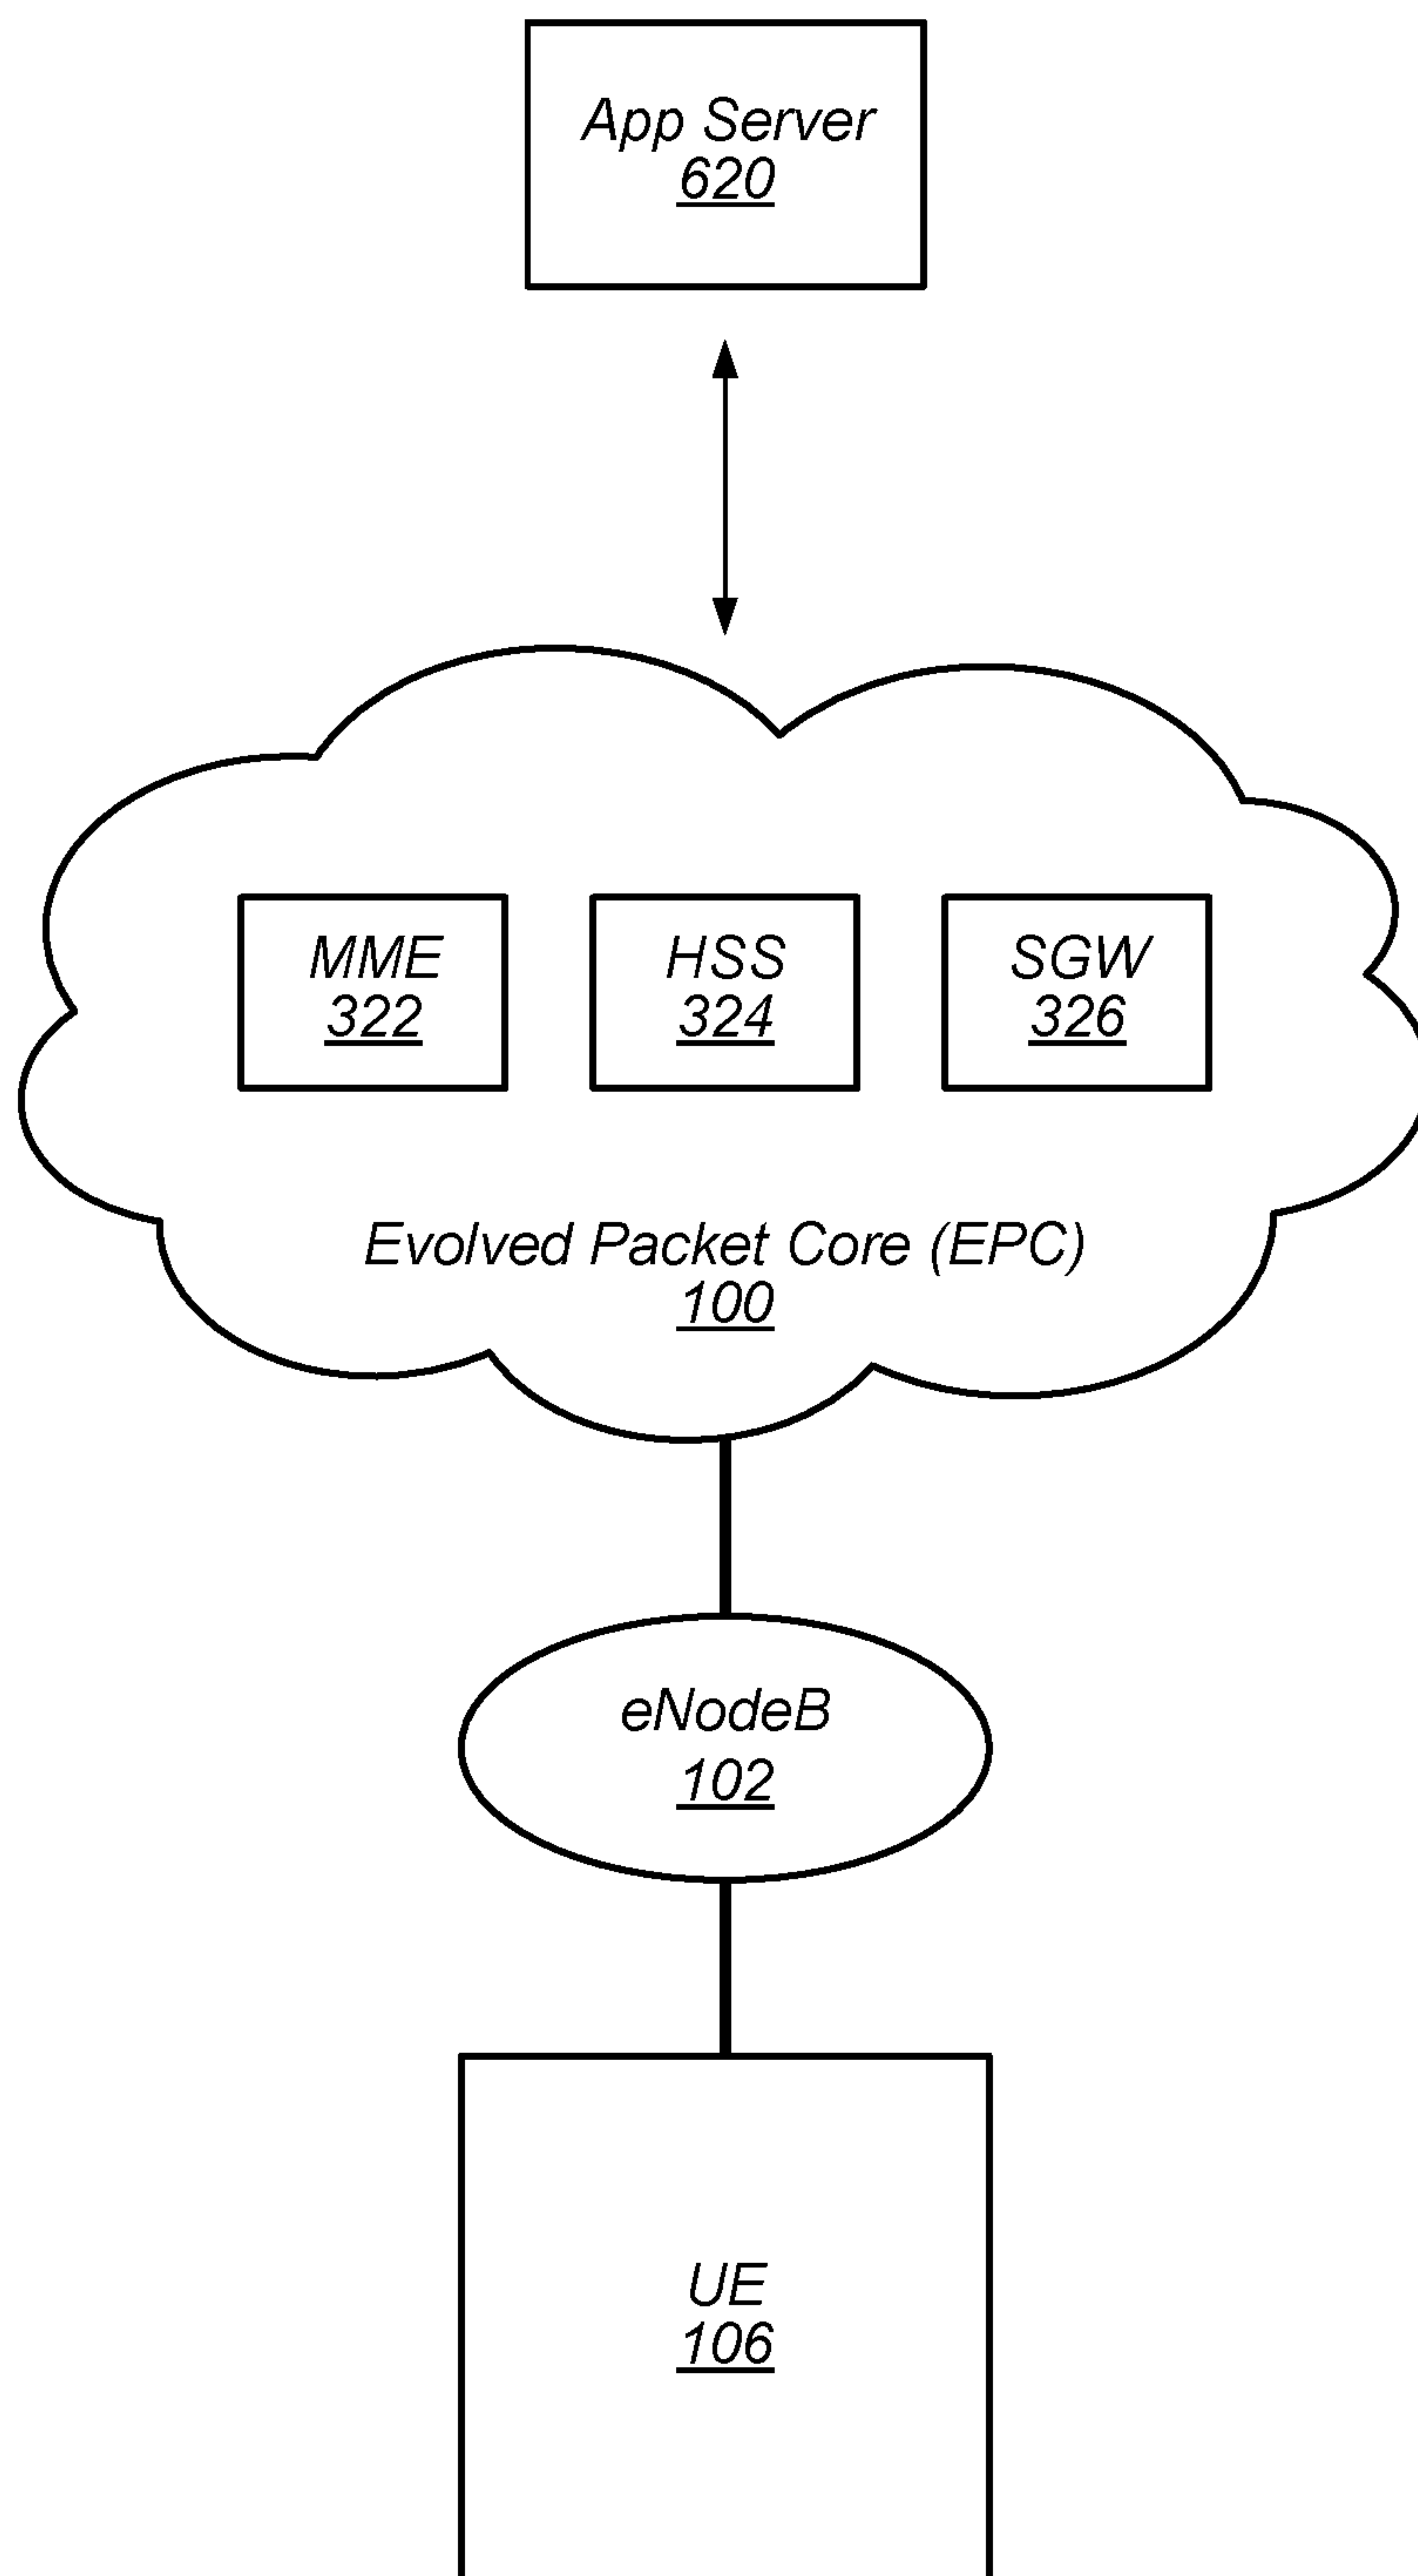 App Server
620
MME
322
HSS
324
SGW
326
Evolved Packet Core (EPC)
100
eNodeB
102
UE
106